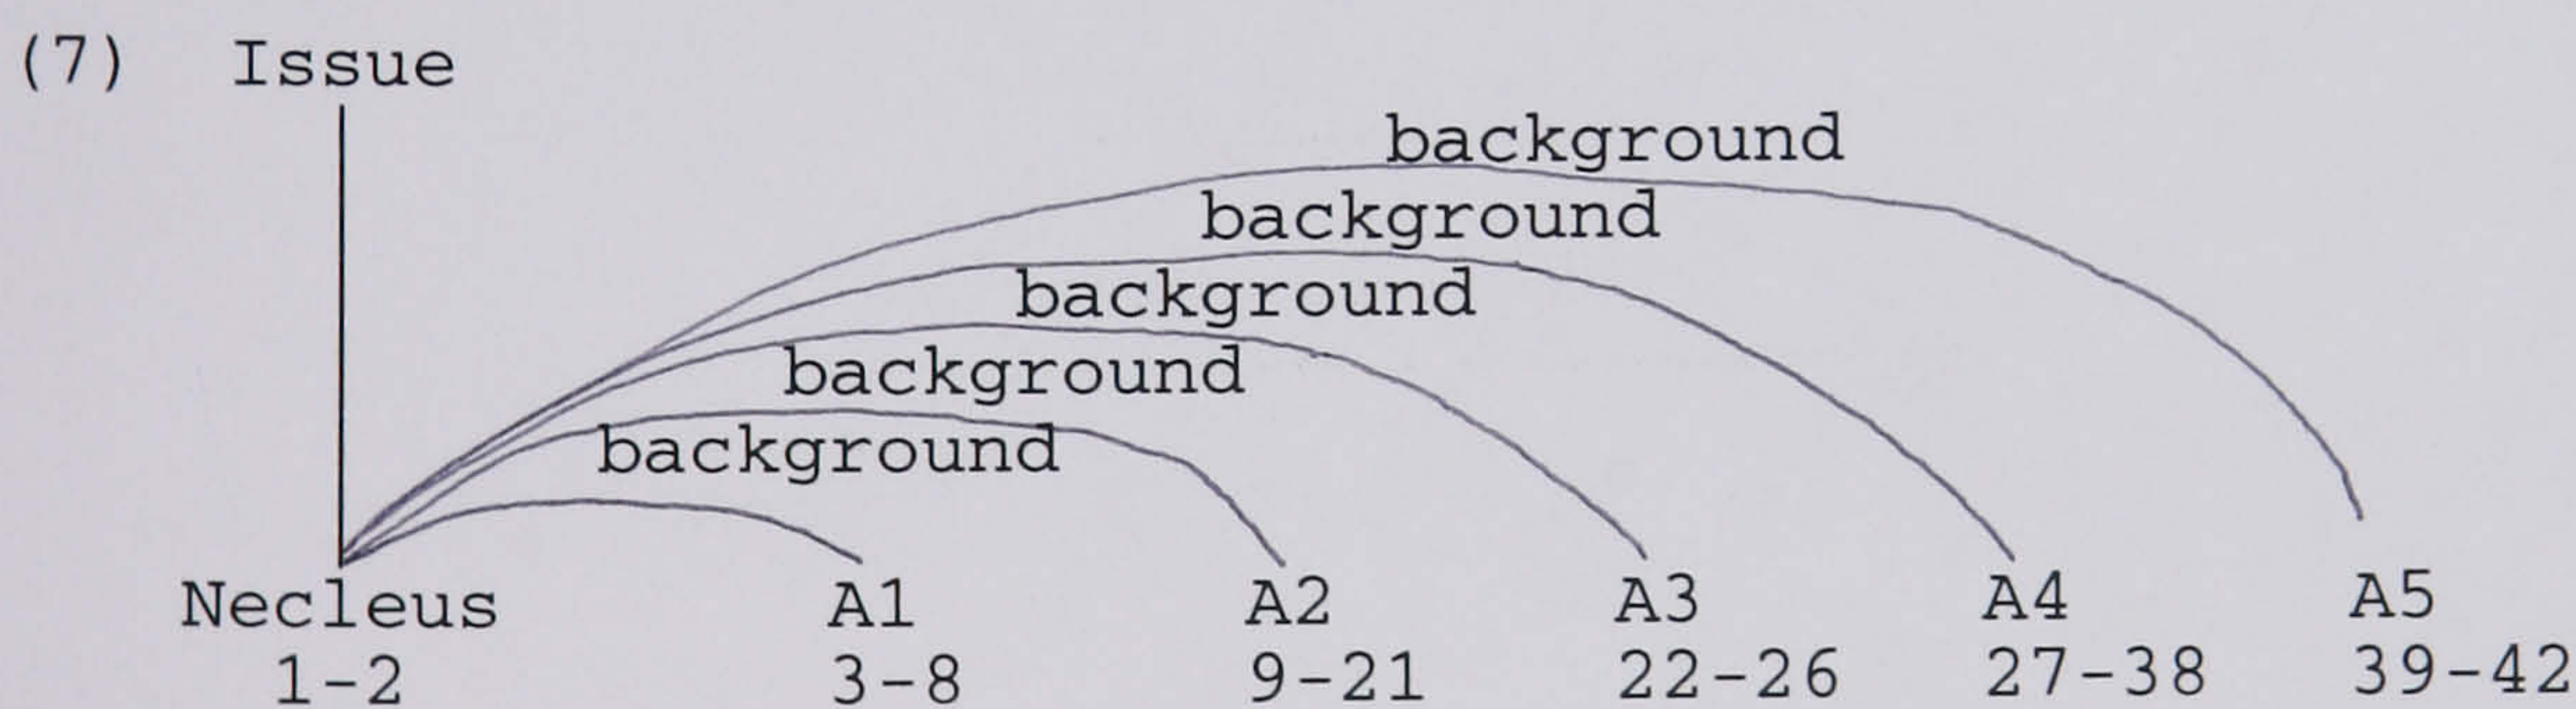 (7) Issue
background
background
background
background
background
Necleus A1 A2 A3 A4 A5
1-2 3-8 9-21 22-26 27-38 39-42